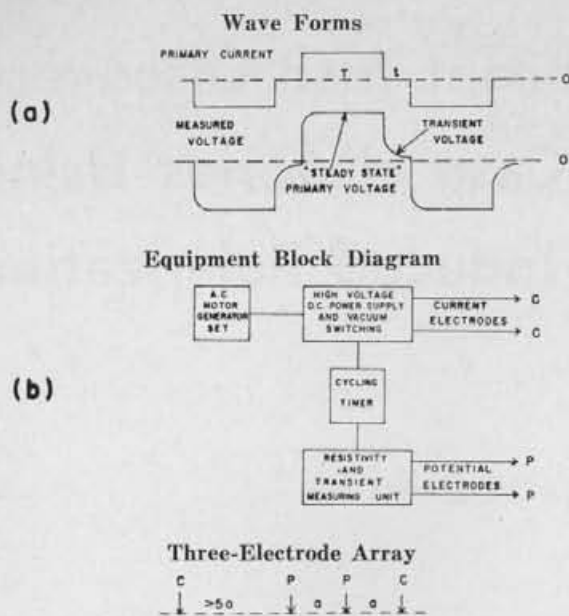 Wave Forms
PRIMARY CURRENT
T
t
O
(a)
MEASURED
VOLTAGE
TRANSIENT
VOLTAGE
O
"STEADY STATE"
PRIMARY VOLTAGE
Equipment Block Diagram
A.C.
MOTOR
GENERATOR
SET
HIGH VOLTAGE
D.C. POWER SUPPLY
AND VACUUM
SWITCHING
CURRENT
ELECTRODES
C
C
(b)
CYCLING
TIMER
RESISTIVITY
AND
TRANSIENT
MEASURING UNIT
POTENTIAL
ELECTRODES
P
P
Three-Electrode Array
C P P C
>5a a a